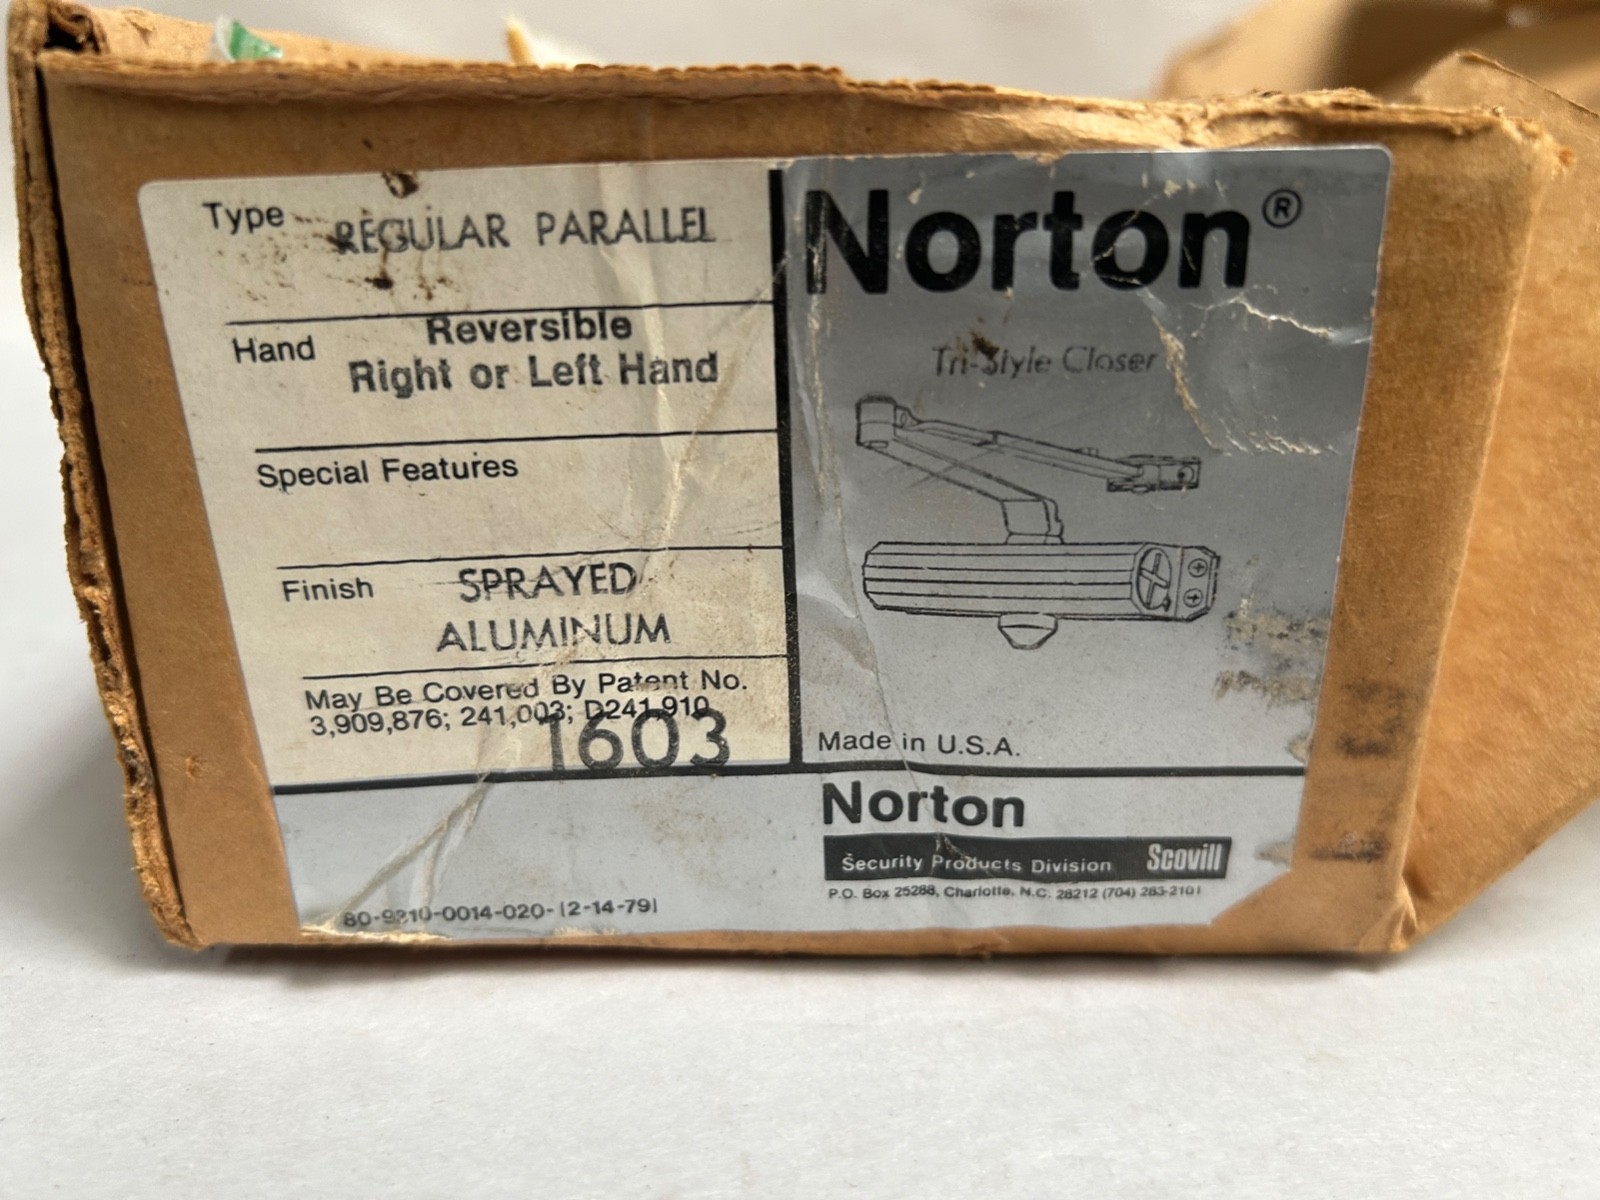 Type REGULAR PARALLEL
Hand Reversible
Right or Left Hand
Special Features
Finish SPRAYED
ALUMINUM
May Be Covered By Patent No.
3,909,876; 241,003; D241,910
1603
Norton®
Tri-Style Closer
Made in U.S.A.
Norton
Security Products Division Scovill
P.O. Box 25288, Charlotte, N.C. 28212 (704) 283-2101
80-9210-0014-020-12-14-79